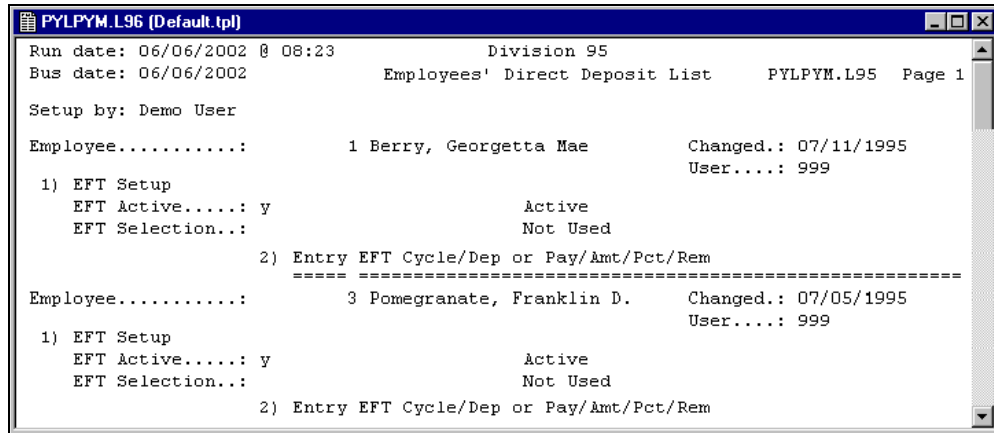 PYLPYM.L96 (Default.tpl)
Run date: 06/06/2002 @ 08:23 Division 95
Bus date: 06/06/2002 Employees' Direct Deposit List PYLPYM.L95 Page 1
Setup by: Demo User
Employee...........: 1 Berry, Georgetta Mae Changed.: 07/11/1995
User....: 999
1) EFT Setup
EFT Active.....: y Active
EFT Selection..: Not Used
2) Entry EFT Cycle/Dep or Pay/Amt/Pct/Rem
===== =======================================================
Employee...........: 3 Pomegranate, Franklin D. Changed.: 07/05/1995
User....: 999
1) EFT Setup
EFT Active.....: y Active
EFT Selection..: Not Used
2) Entry EFT Cycle/Dep or Pay/Amt/Pct/Rem